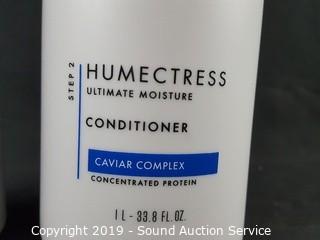 STEP 2
HUMECTRESS
ULTIMATE MOISTURE
CONDITIONER
CAVIAR COMPLEX
CONCENTRATED PROTEIN
1 L - 33.8 FL. OZ.
Copyright 2019 - Sound Auction Service